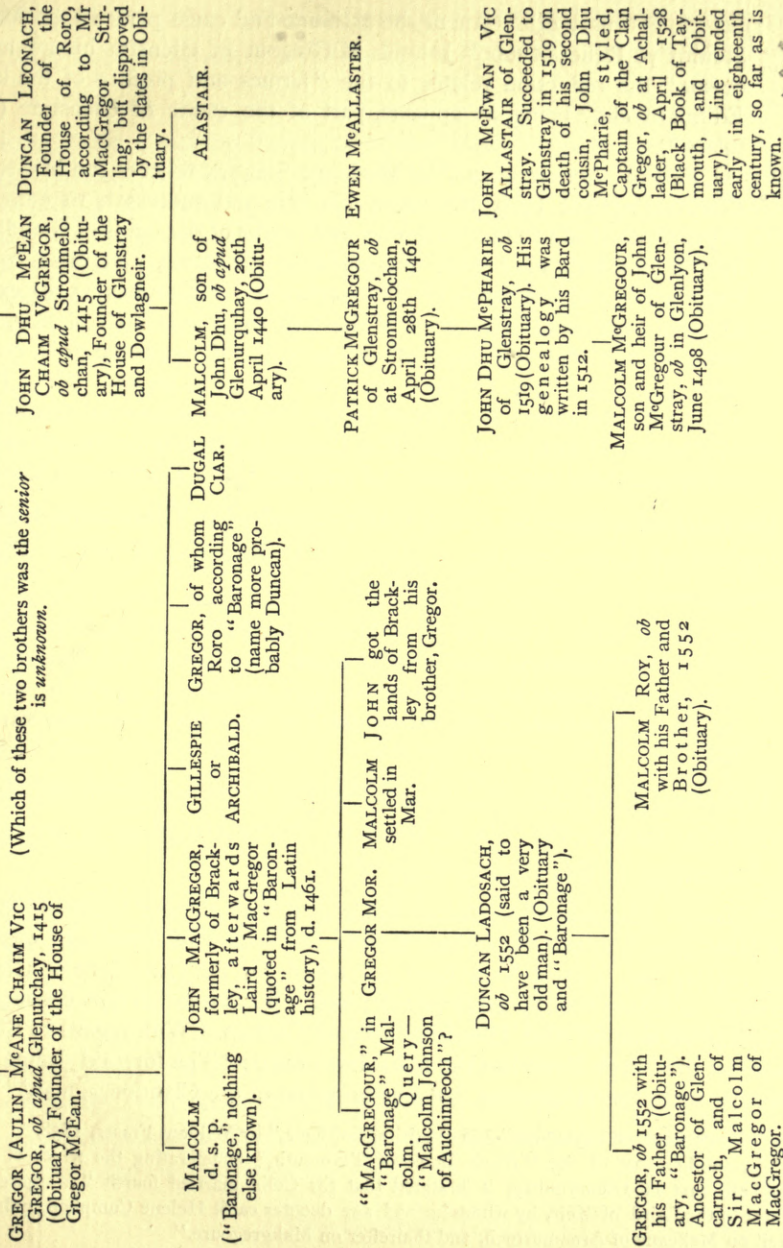 GREGOR (AULIN) MᶜANE CHAIM VIC
GREGOR, ob apud Glenurchay, 1415
(Obituary), Founder of the House of
Gregor MᶜEan.
(Which of these two brothers was the senior
is unknown.
JOHN DHU MᶜEAN
CHAIM VᶜGREGOR,
ob apud Stronmelo-
chan, 1415 (Obitu-
ary), Founder of the
House of Glenstray
and Dowlagneir.
DUNCAN LEONACH,
Founder of the
House of Roro,
according to Mr
MacGregor Stir-
ling, but disproved
by the dates in Obi-
tuary.
MALCOLM
d. s. p.
("Baronage," nothing
else known).
JOHN MACGREGOR,
formerly of Brack-
ley, afterwards
Laird MacGregor
(quoted in "Baron-
age" from Latin
history), d. 1461.
GILLESPIE
or
ARCHIBALD.
GREGOR, of whom
Roro according
to "Baronage"
(name more pro-
bably Duncan).
DUGAL
CIAR.
MALCOLM, son of
John Dhu, ob apud
Glenurquhay, 20th
April 1440 (Obitu-
ary).
ALASTAIR.
"MACGREGOUR," in
"Baronage" Mal-
colm. Query—
"Malcolm Johnson
of Auchinreoch"?
GREGOR MOR.
MALCOLM
settled in
Mar.
JOHN got the
lands of Brack-
ley from his
brother, Gregor.
PATRICK MᶜGREGOUR
of Glenstray, ob
at Strommelochan,
April 28th 1461
(Obituary).
EWEN MᶜALLASTER.
DUNCAN LADOSACH,
ob 1552 (said to
have been a very
old man). (Obituary
and "Baronage").
JOHN DHU MᶜPHARIE
of Glenstray, ob
1519 (Obituary). His
genealogy was
written by his Bard
in 1512.
JOHN MᶜEWAN VIC
ALLASTAIR of Glen-
stray. Succeeded to
Glenstray in 1519 on
death of his second
cousin, John Dhu
MᶜPharie, styled,
Captain of the Clan
Gregor, ob at Achal-
lader, April 1528
(Black Book of Tay-
mouth, and Obit-
uary). Line ended
early in eighteenth
century, so far as is
known.
GREGOR, ob 1552 with
his Father (Obitu-
ary, "Baronage").
Ancestor of Glen-
carnoch, and of
Sir Malcolm
MacGregor of
MacGregor.
MALCOLM ROY, ob
with his Father and
Brother, 1552
(Obituary).
MALCOLM MᶜGREGOUR,
son and heir of John
MᶜGregour of Glen-
stray, ob in Glenlyon,
June 1498 (Obituary).